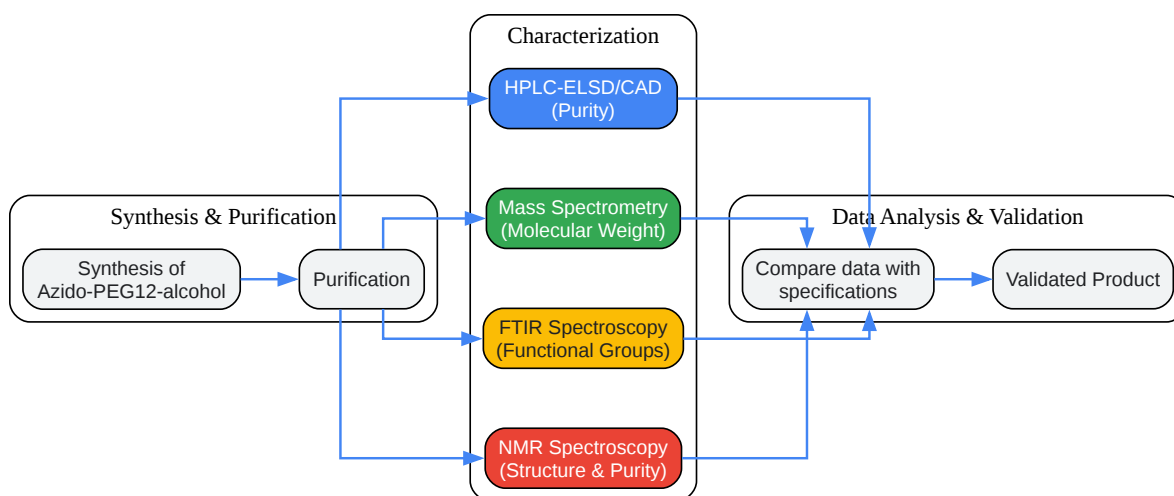 Synthesis & Purification
Synthesis of
Azido-PEG12-alcohol
Purification
Characterization
HPLC-ELSD/CAD
(Purity)
Mass Spectrometry
(Molecular Weight)
FTIR Spectroscopy
(Functional Groups)
NMR Spectroscopy
(Structure & Purity)
Data Analysis & Validation
Compare data with
specifications
Validated Product